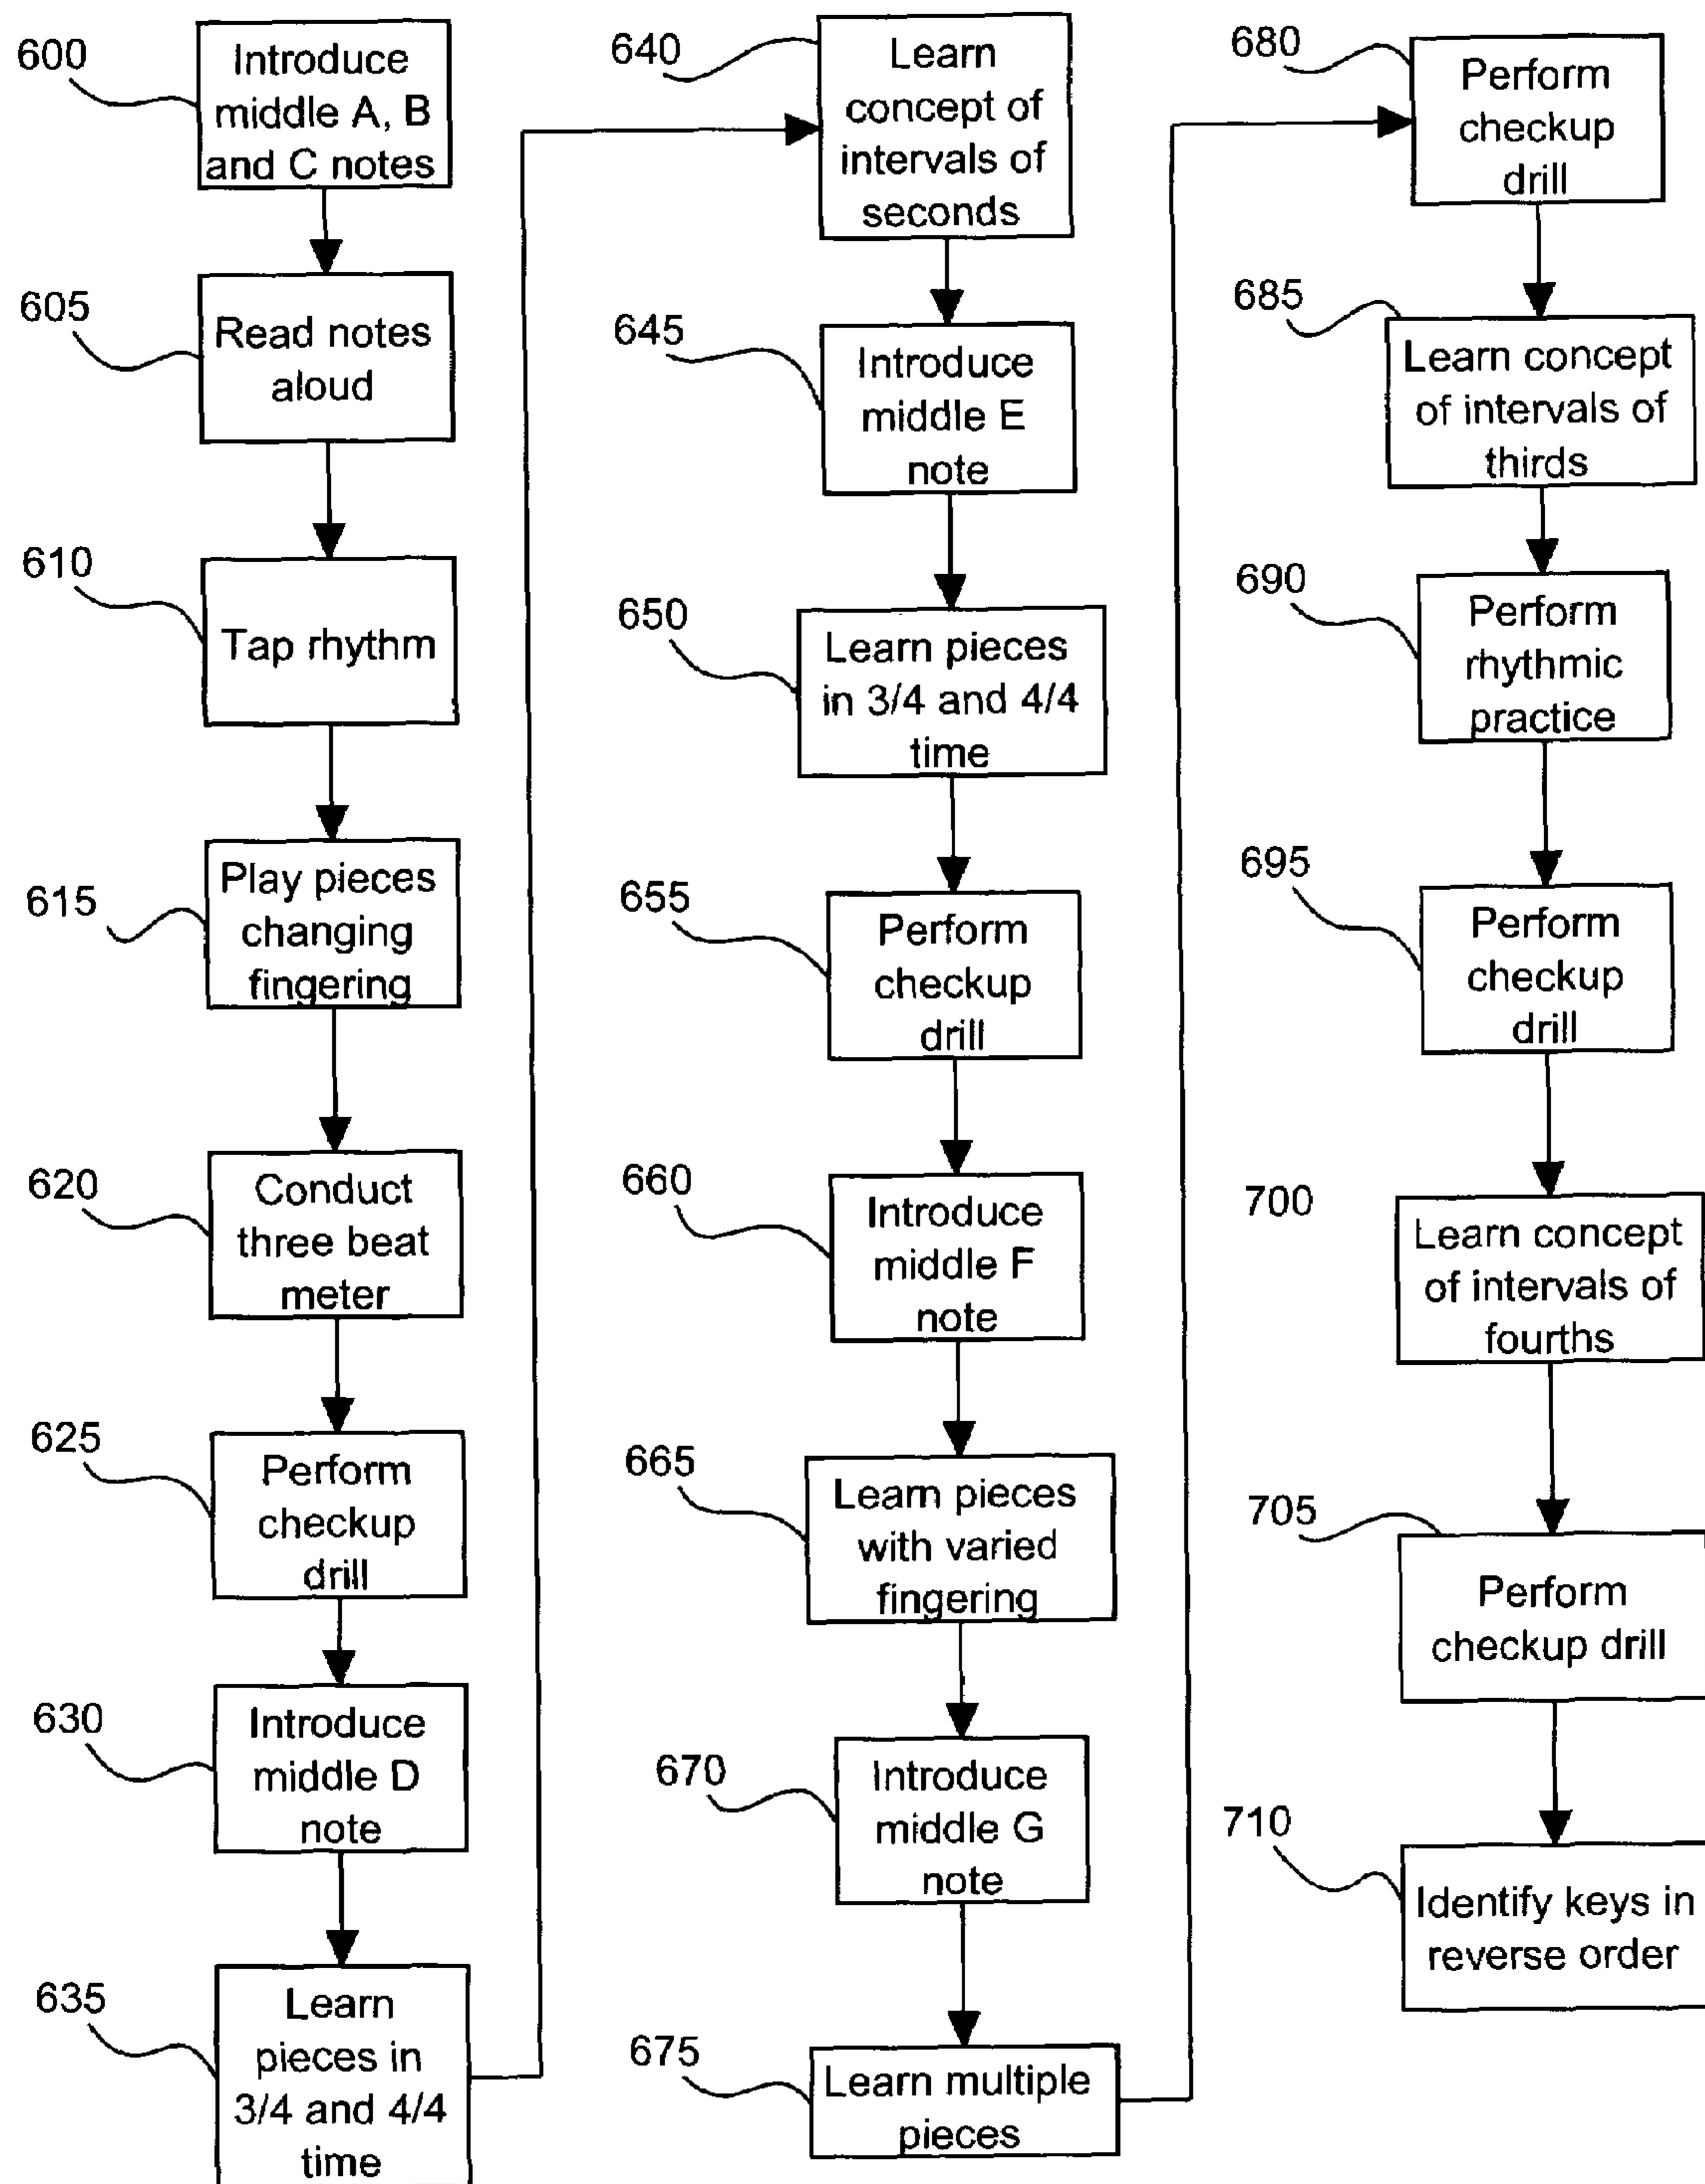 600
Introduce
middle A, B
and C notes
605
Read notes
aloud
610
Tap rhythm
615
Play pieces
changing
fingering
620
Conduct
three beat
meter
625
Perform
checkup
drill
630
Introduce
middle D
note
635
Learn
pieces in
3/4 and 4/4
time
640
Learn
concept of
intervals of
seconds
645
Introduce
middle E
note
650
Learn pieces
in 3/4 and 4/4
time
655
Perform
checkup
drill
660
Introduce
middle F
note
665
Learn pieces
with varied
fingering
670
Introduce
middle G
note
675
Learn multiple
pieces
680
Perform
checkup
drill
685
Learn concept
of intervals of
thirds
690
Perform
rhythmic
practice
695
Perform
checkup
drill
700
Learn concept
of intervals of
fourths
705
Perform
checkup drill
710
Identify keys in
reverse order